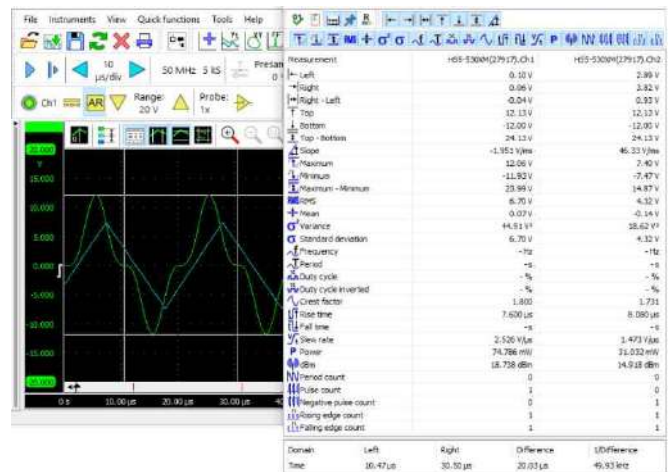 File Instruments View Quick functions Tools Help
10 µs/div 50 MHz 5 kS Presam
0
Ch1 AR Range: 20 V Probe: 1x
20.000
V
15.000
10.000
5.000
0.000
-5.000
-10.000
-15.000
-20.000
0 s 10.00 µs 20.00 µs 30.00 µs 40
Measurement HS5-530XM(27917).Ch1 HS5-530XM(27917).Ch2
Left 0.10 V 2.89 V
Right 0.06 V 3.82 V
Right - Left -0.04 V 0.93 V
Top 12.13 V 12.13 V
Bottom -12.00 V -12.00 V
Top - Bottom 24.13 V 24.13 V
Slope -1.951 V/ms 46.33 V/ms
Maximum 12.06 V 7.40 V
Minimum -11.93 V -7.47 V
Maximum - Minimum 23.99 V 14.87 V
RMS RMS 6.70 V 4.32 V
Mean 0.07 V -0.14 V
σ² Variance 44.91 V² 18.62 V²
σ Standard deviation 6.70 V 4.32 V
Frequency - Hz - Hz
Period - s - s
Duty cycle - % - %
Duty cycle inverted - % - %
Crest factor 1.800 1.731
Rise time 7.600 µs 8.080 µs
Fall time - s - s
Slew rate 2.526 V/µs 1.473 V/µs
P Power 74.786 mW 31.032 mW
dBm 18.738 dBm 14.918 dBm
Period count 0 0
Pulse count 1 0
Negative pulse count 0 1
Rising edge count 1 1
Falling edge count 1 1
Domain Left Right Difference 1/Difference
Time 10.47 µs 30.50 µs 20.03 µs 49.93 kHz